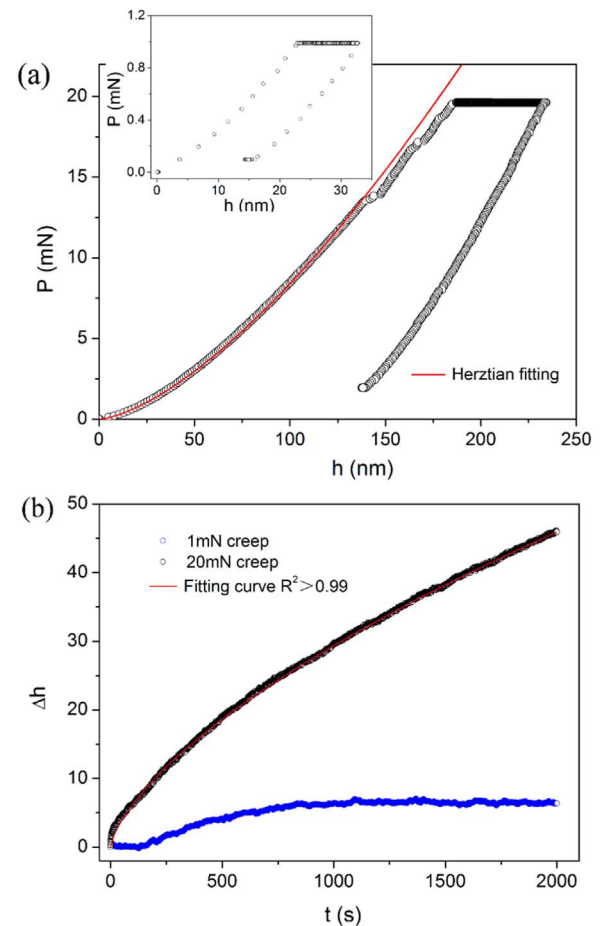 (a)
1.2
0.8
0.4
0.0
P (mN)
0
10
20
30
h (nm)
20
15
10
5
0
P (mN)
Herztian fitting
0
50
100
150
200
250
h (nm)
(b)
50
40
30
20
10
0
Δh
1mN creep
20mN creep
Fitting curve R²>0.99
0
500
1000
1500
2000
t (s)